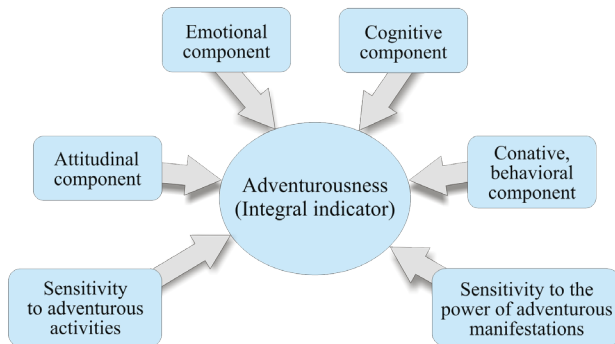 Emotional
component
Cognitive
component
Attitudinal
component
Adventurousness
(Integral indicator)
Conative,
behavioral
component
Sensitivity
to adventurous
activities
Sensitivity to the
power of adventurous
manifestations